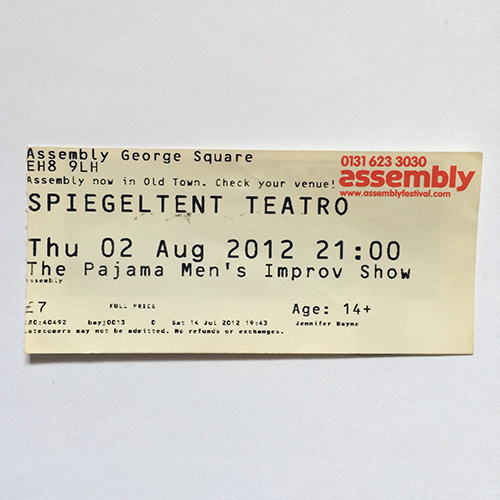 Assembly George Square
EH8 9LH
Assembly now in Old Town. Check your venue!
0131 623 3030
assembly
www.assemblyfestival.com
SPIEGELTENT TEATRO
Thu 02 Aug 2012 21:00
The Pajama Men's Improv Show
assembly
£7 FULL PRICE Age: 14+
80:40492 bayj0013 0 Sat 14 Jul 2012 19:43 Jennifer Bayne
atecomers may not be admitted. No refunds or exchanges.